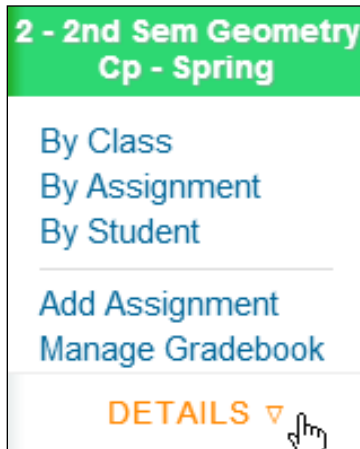 2 - 2nd Sem Geometry
Cp - Spring
By Class
By Assignment
By Student
Add Assignment
Manage Gradebook
DETAILS ▽